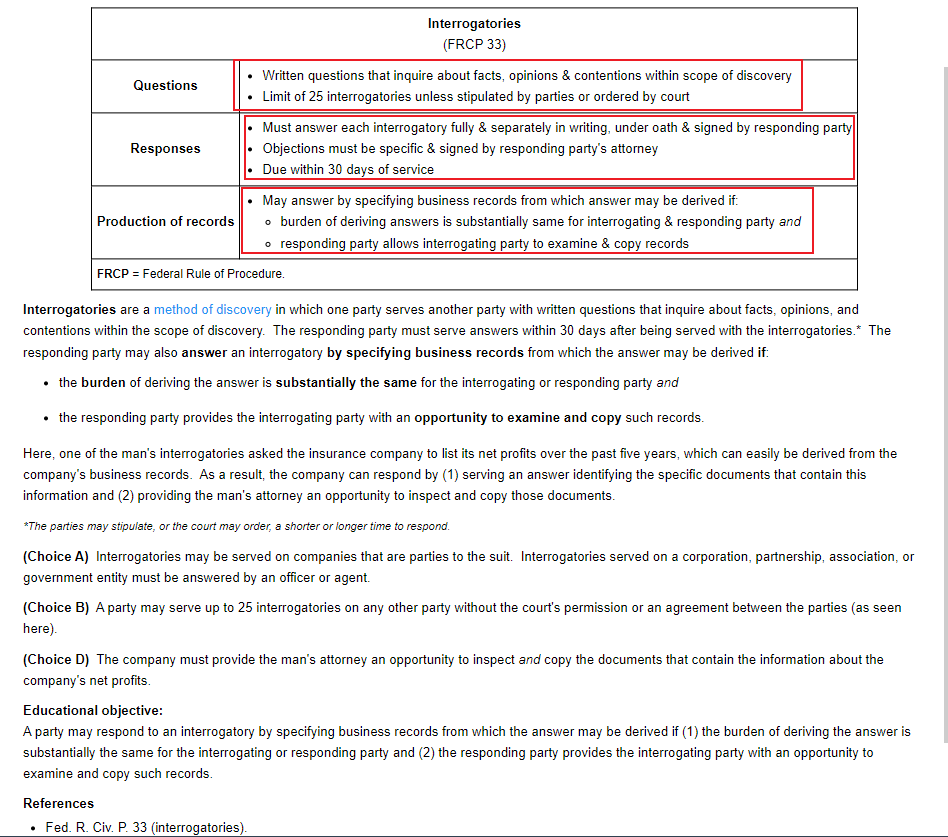 Interrogatories
(FRCP 33)
Questions
• Written questions that inquire about facts, opinions & contentions within scope of discovery
• Limit of 25 interrogatories unless stipulated by parties or ordered by court
Responses
• Must answer each interrogatory fully & separately in writing, under oath & signed by responding party
• Objections must be specific & signed by responding party's attorney
• Due within 30 days of service
Production of records
• May answer by specifying business records from which answer may be derived if:
◦ burden of deriving answers is substantially same for interrogating & responding party and
◦ responding party allows interrogating party to examine & copy records
FRCP = Federal Rule of Procedure.
Interrogatories are a method of discovery in which one party serves another party with written questions that inquire about facts, opinions, and
contentions within the scope of discovery. The responding party must serve answers within 30 days after being served with the interrogatories.* The
responding party may also answer an interrogatory by specifying business records from which the answer may be derived if:
• the burden of deriving the answer is substantially the same for the interrogating or responding party and
• the responding party provides the interrogating party with an opportunity to examine and copy such records.
Here, one of the man's interrogatories asked the insurance company to list its net profits over the past five years, which can easily be derived from the
company's business records. As a result, the company can respond by (1) serving an answer identifying the specific documents that contain this
information and (2) providing the man's attorney an opportunity to inspect and copy those documents.
*The parties may stipulate, or the court may order, a shorter or longer time to respond.
(Choice A) Interrogatories may be served on companies that are parties to the suit. Interrogatories served on a corporation, partnership, association, or
government entity must be answered by an officer or agent.
(Choice B) A party may serve up to 25 interrogatories on any other party without the court's permission or an agreement between the parties (as seen
here).
(Choice D) The company must provide the man's attorney an opportunity to inspect and copy the documents that contain the information about the
company's net profits.
Educational objective:
A party may respond to an interrogatory by specifying business records from which the answer may be derived if (1) the burden of deriving the answer is
substantially the same for the interrogating or responding party and (2) the responding party provides the interrogating party with an opportunity to
examine and copy such records.
References
• Fed. R. Civ. P. 33 (interrogatories).